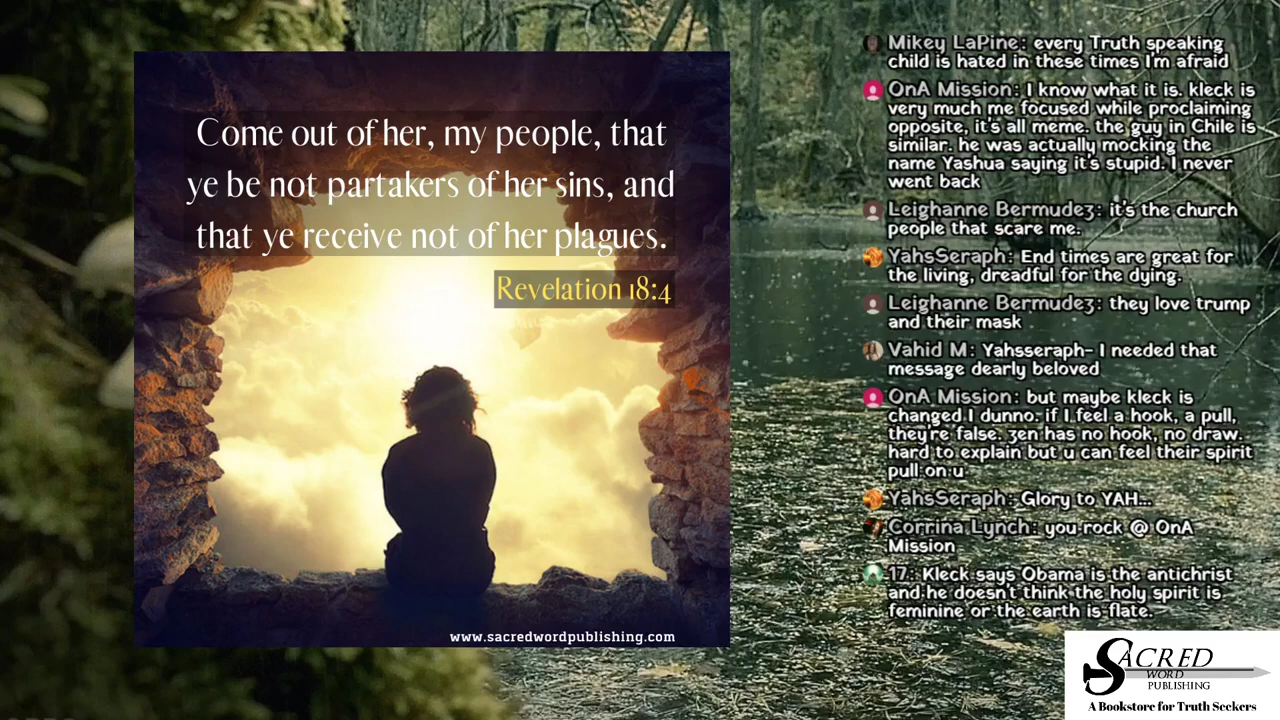 Come out of her, my people, that
ye be not partakers of her sins, and
that ye receive not of her plagues.
Revelation 18:4
www.sacredwordpublishing.com
Mikey LaPine: every Truth speaking
child is hated in these times I'm afraid
OnA Mission: I know what it is. kleck is
very much me focused while proclaiming
opposite, it's all meme. the guy in Chile is
similar. he was actually mocking the
name Yashua saying it's stupid. I never
went back
Leighanne Bermudez: it's the church
people that scare me.
YahsSeraph: End times are great for
the living, dreadful for the dying.
Leighanne Bermudez: they love trump
and their mask
Vahid M: Yahsseraph- I needed that
message dearly beloved
OnA Mission: but maybe kleck is
changed I dunno. if I feel a hook, a pull,
they're false. zen has no hook, no draw.
hard to explain but u can feel their spirit
pull on u
YahsSeraph: Glory to YAH...
Corrina Lynch: you rock @ OnA
Mission
17: Kleck says Obama is the antichrist
and he doesn't think the holy spirit is
feminine or the earth is flate.
SACRED
WORD
PUBLISHING
A Bookstore for Truth Seekers